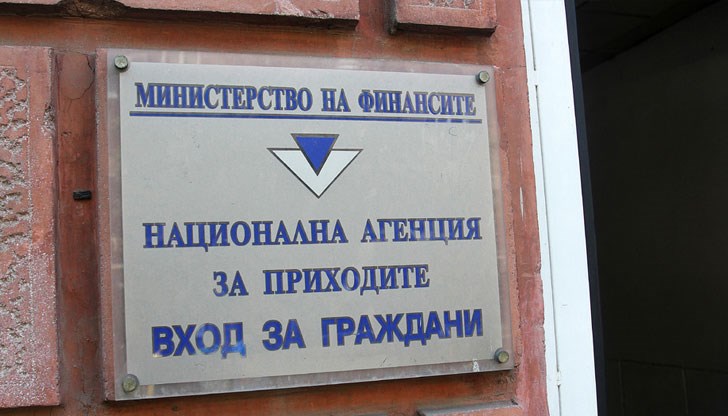 МИНИСТЕРСТВО НА ФИНАНСИТЕ
НАЦИОНАЛНА АГЕНЦИЯ
ЗА ПРИХОДИТЕ
ВХОД ЗА ГРАЖДАНИ